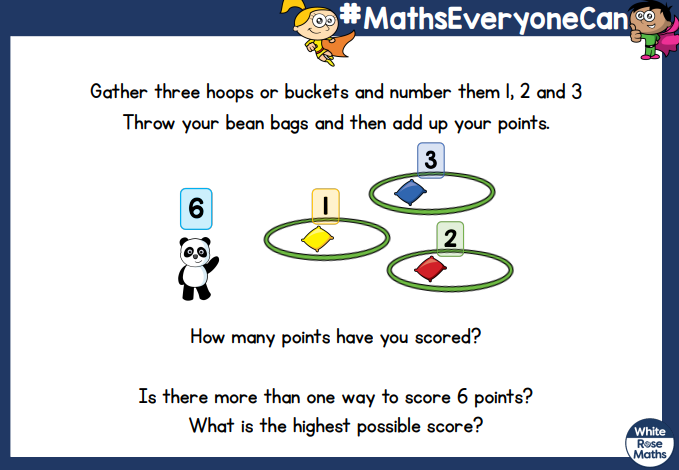 #MathsEveryoneCan
Gather three hoops or buckets and number them 1, 2 and 3
Throw your bean bags and then add up your points.
3
6
1
2
How many points have you scored?
Is there more than one way to score 6 points?
What is the highest possible score?
White
Rose
Maths